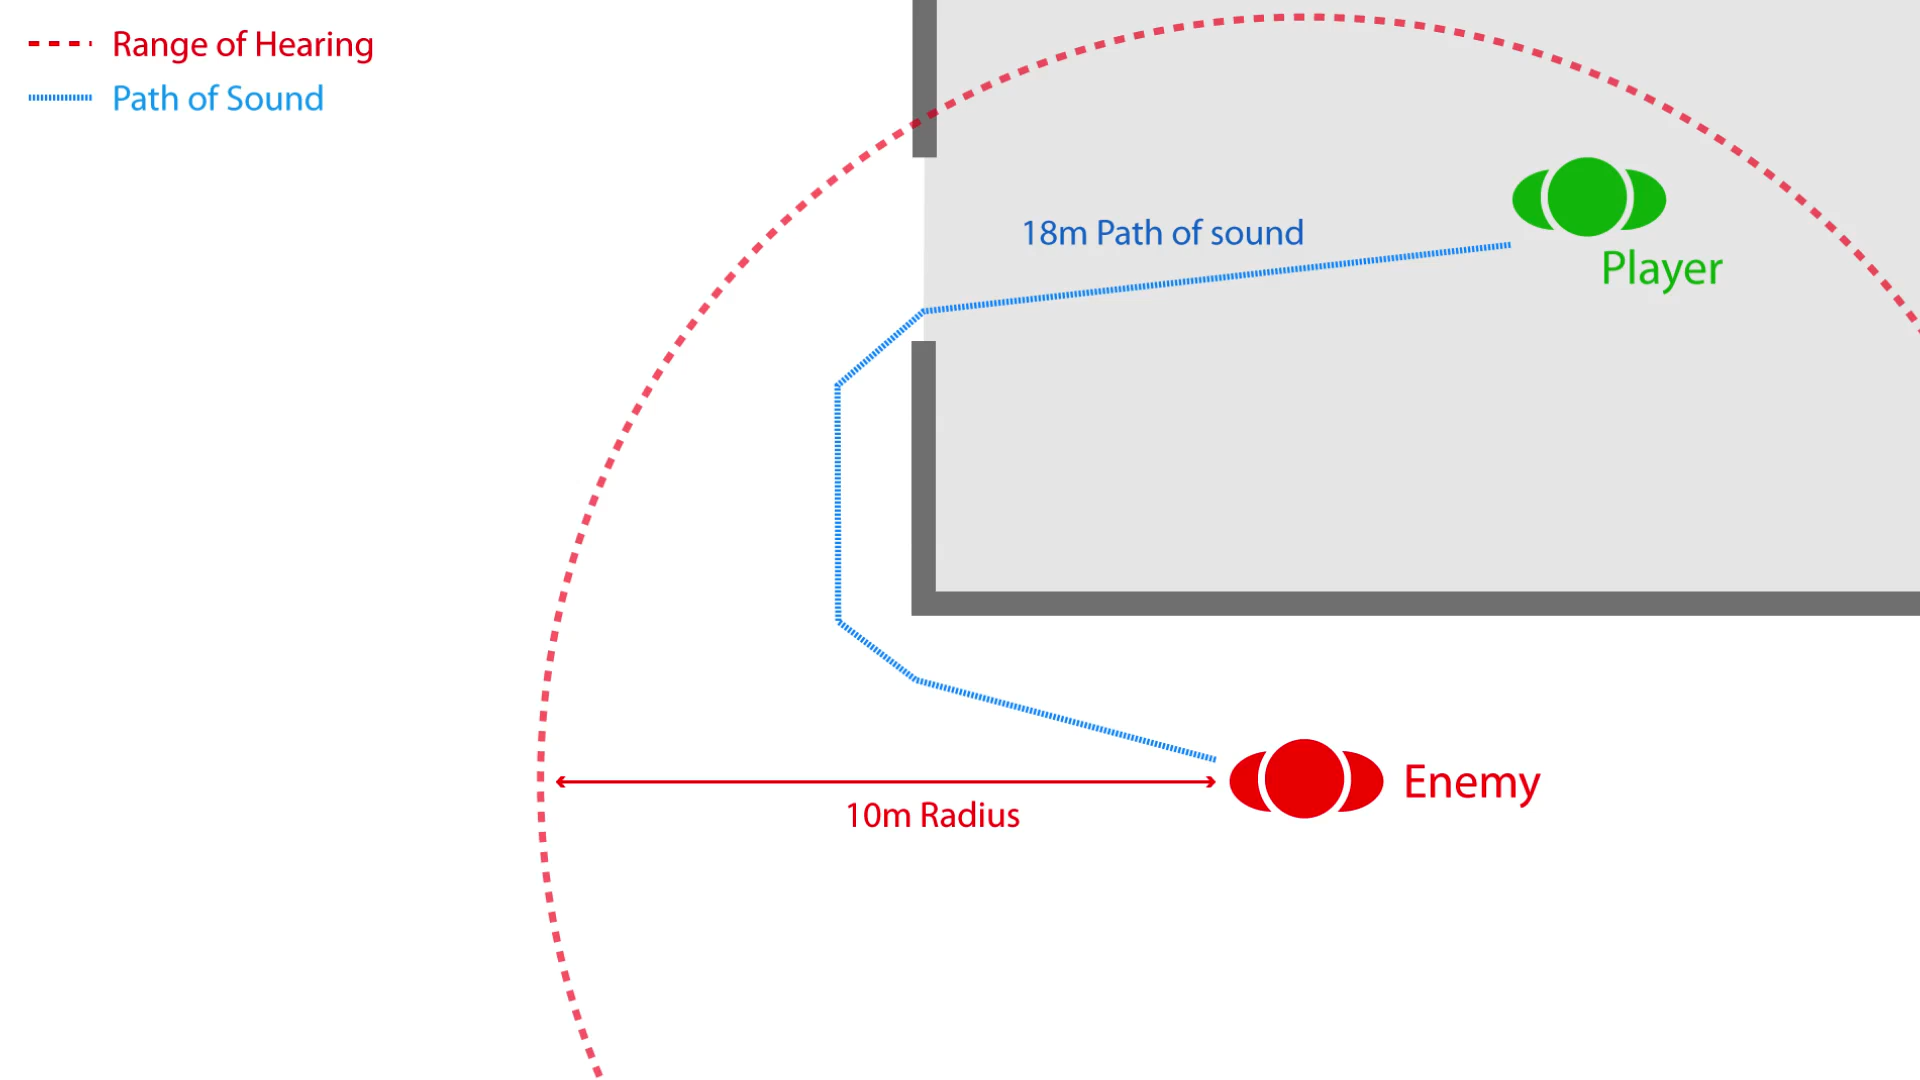 Range of Hearing
Path of Sound
18m Path of sound
Player
Enemy
10m Radius